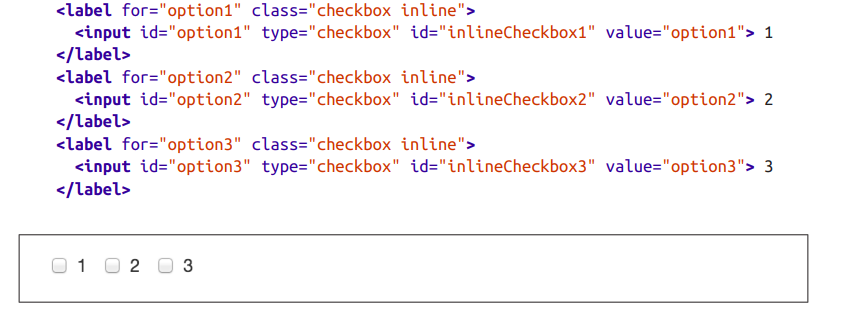 <label for="option1" class="checkbox inline">
<input id="option1" type="checkbox" id="inlineCheckbox1" value="option1"> 1
</label>
<label for="option2" class="checkbox inline">
<input id="option2" type="checkbox" id="inlineCheckbox2" value="option2"> 2
</label>
<label for="option3" class="checkbox inline">
<input id="option3" type="checkbox" id="inlineCheckbox3" value="option3"> 3
</label>
1 2 3